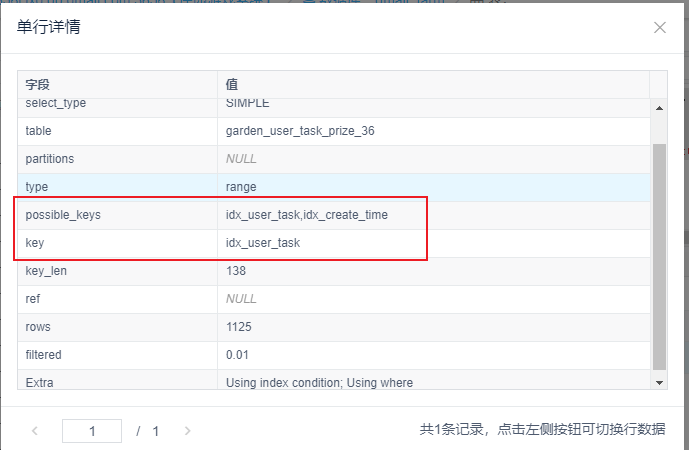 单行详情
字段 值
select_type SIMPLE
table garden_user_task_prize_36
partitions NULL
type range
possible_keys idx_user_task,idx_create_time
key idx_user_task
key_len 138
ref NULL
rows 1125
filtered 0.01
Extra Using index condition; Using where
1 / 1 共1条记录，点击左侧按钮可切换行数据